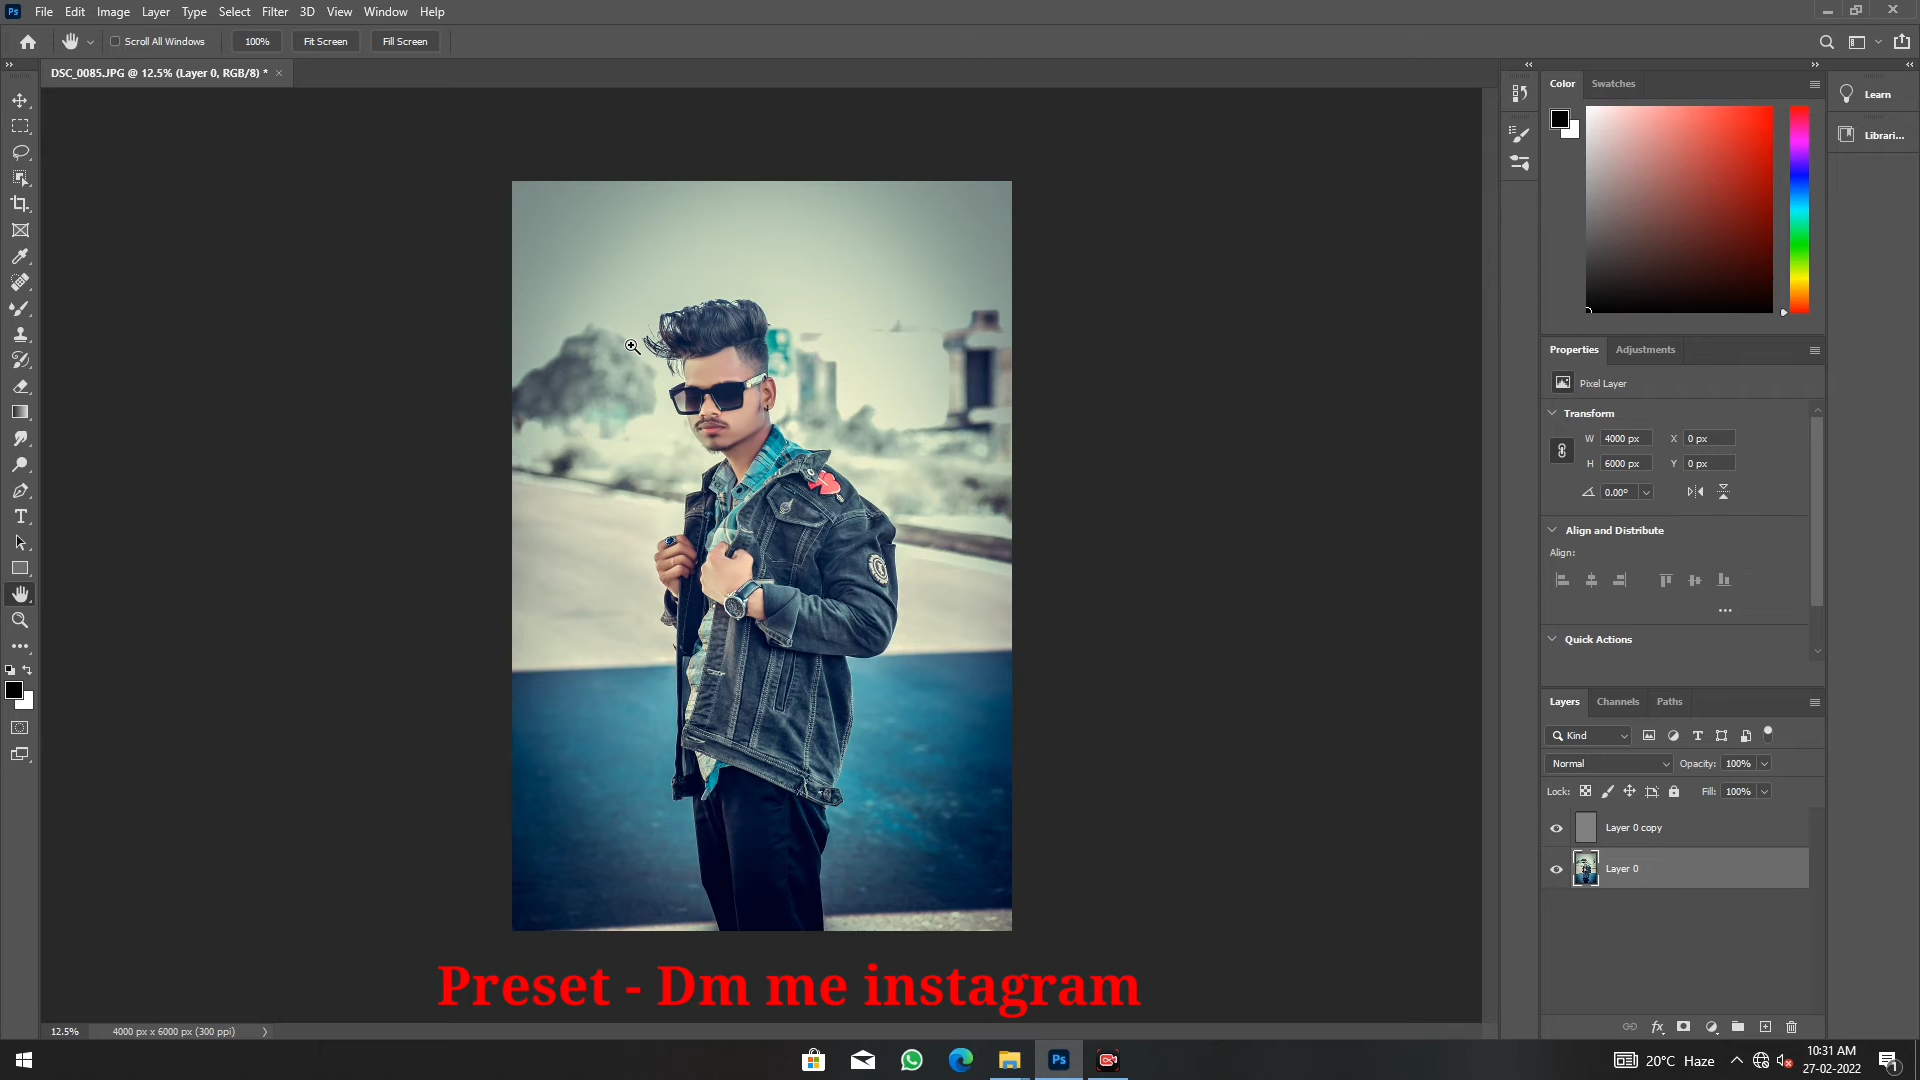 Ps File Edit Image Layer Type Select Filter 3D View Window Help
Scroll All Windows 100% Fit Screen Fill Screen
DSC_0085.JPG @ 12.5% (Layer 0, RGB/8) * ×
Color Swatches
Learn
Librari...
Properties Adjustments
Pixel Layer
Transform
W 4000 px X 0 px
H 6000 px Y 0 px
0.00°
Align and Distribute
Align:
Quick Actions
Layers Channels Paths
Kind
Normal Opacity: 100%
Lock: Fill: 100%
Layer 0 copy
Layer 0
Preset - Dm me instagram
12.5% 4000 px x 6000 px (300 ppi)
fx
Ps
20°C Haze
10:31 AM
27-02-2022
1